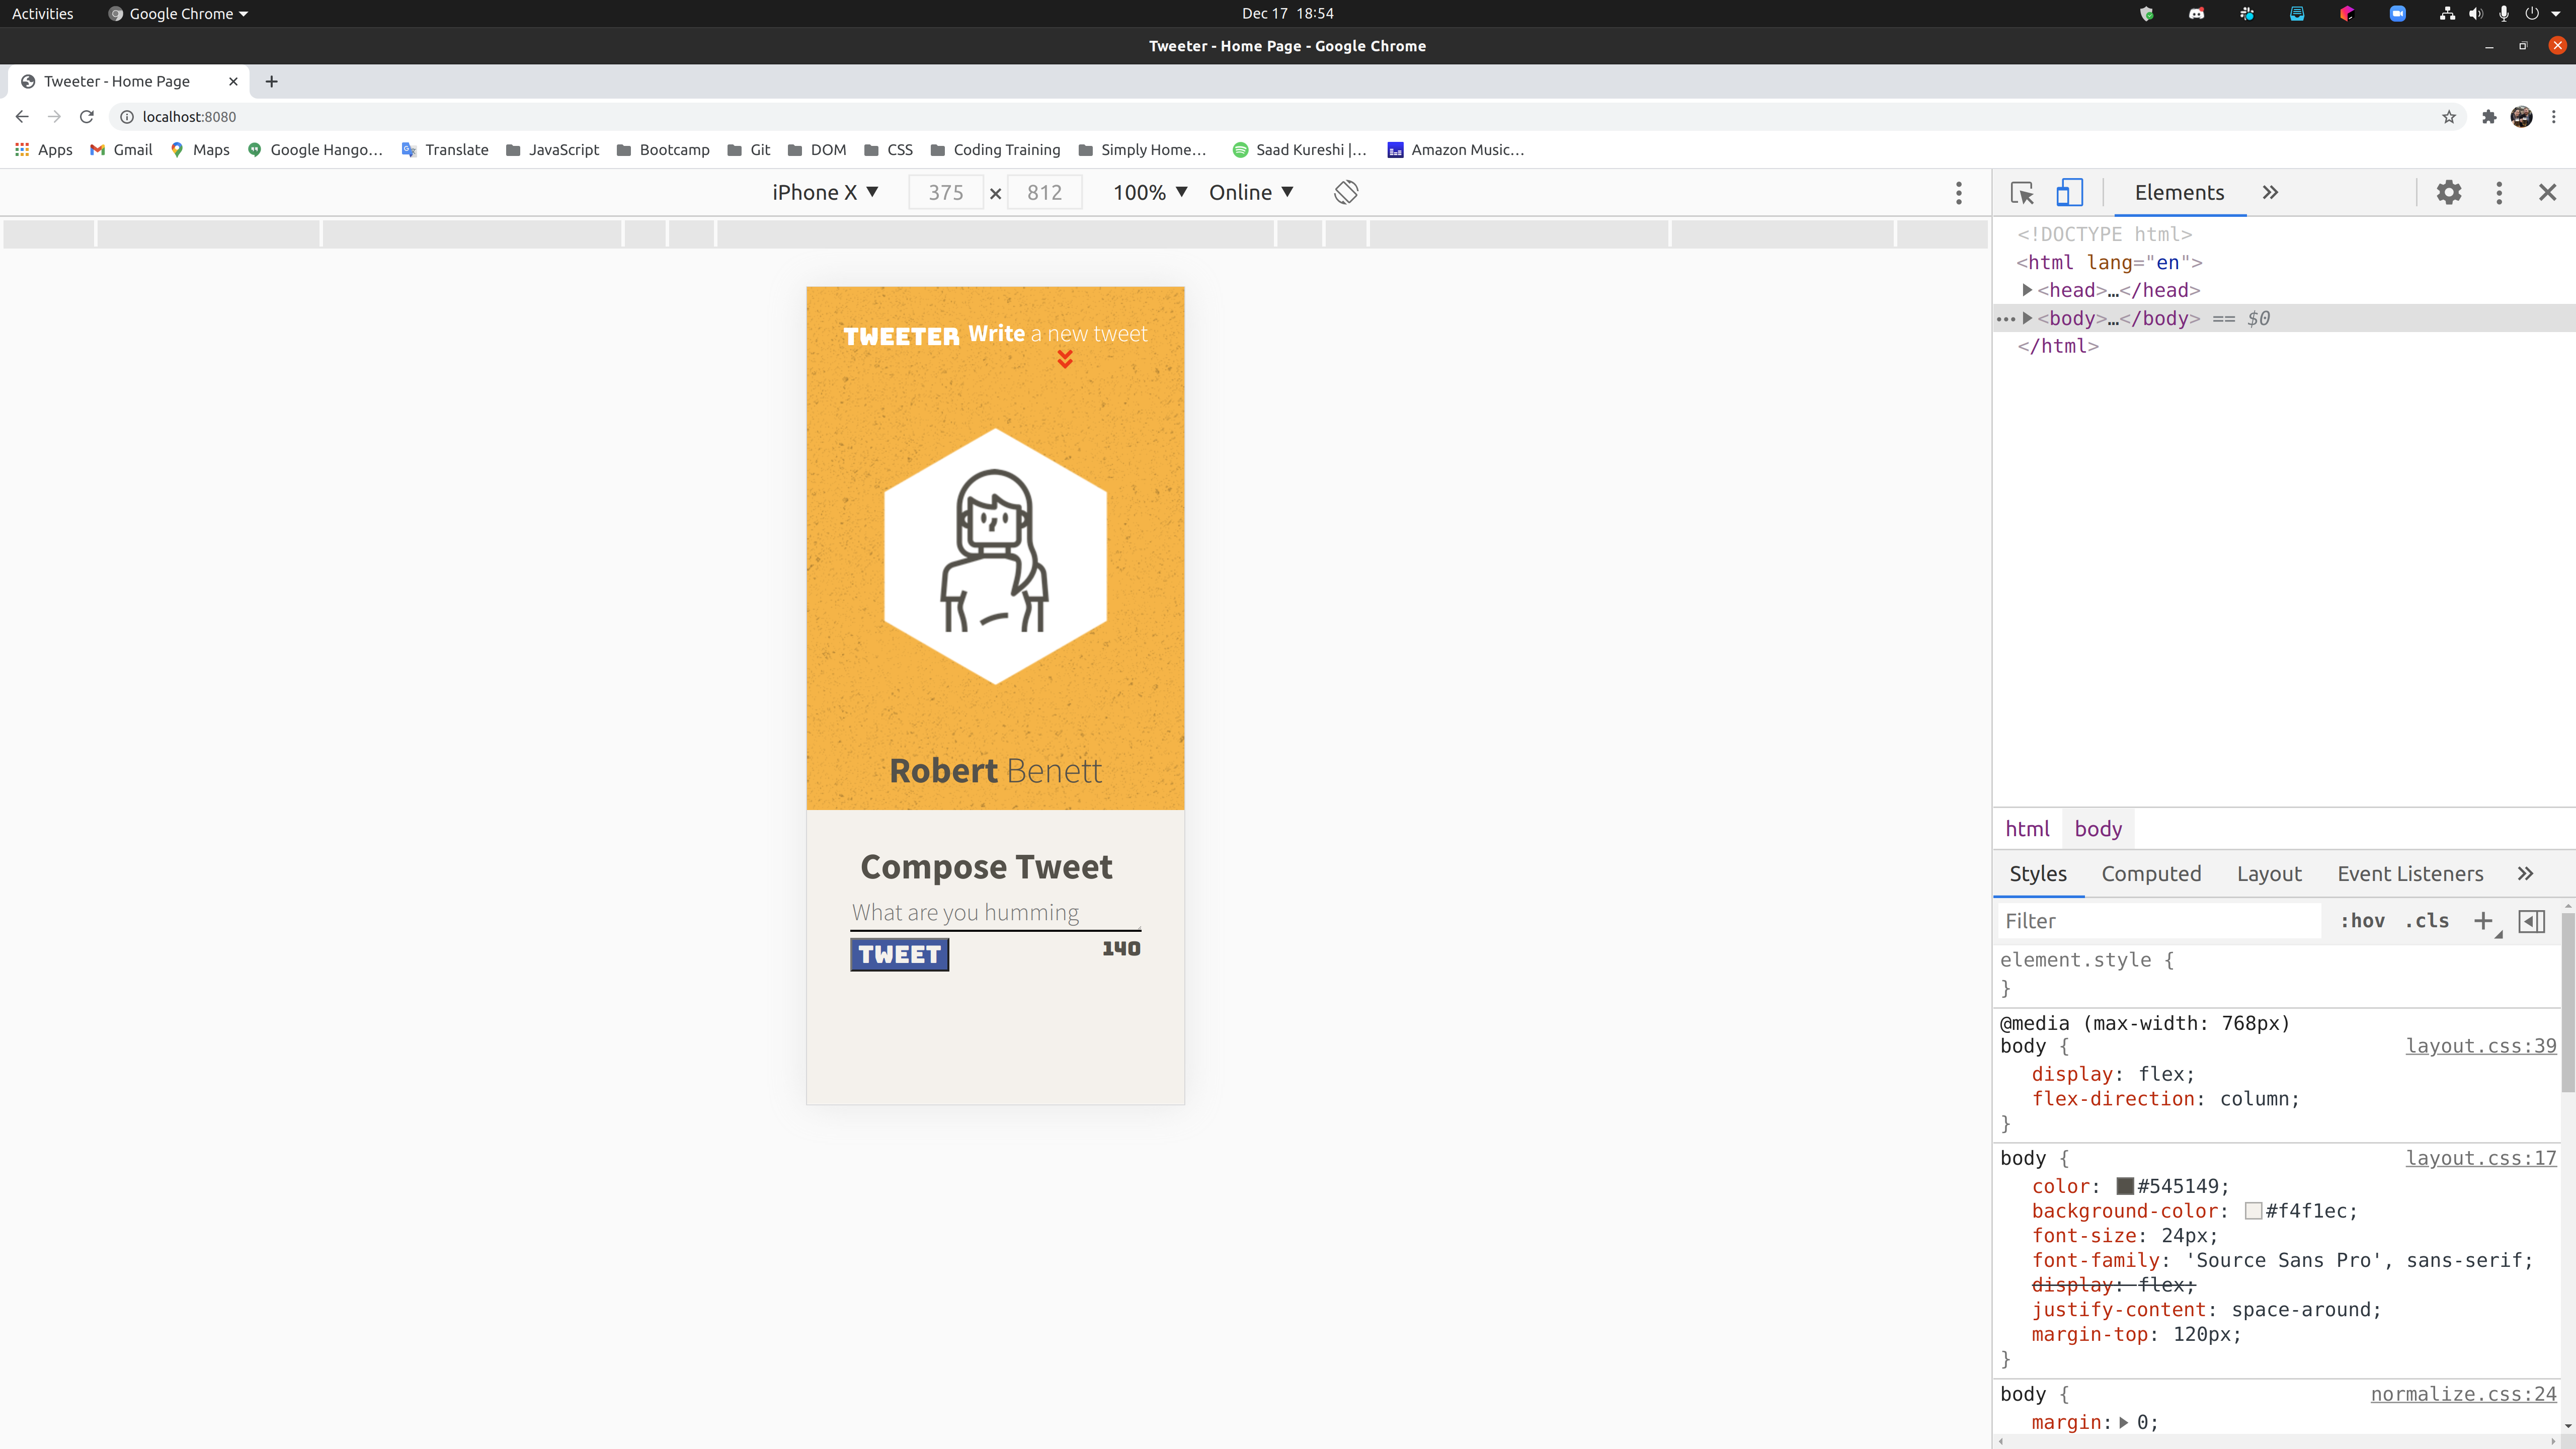 Activities Google Chrome Dec 17 18:54
Tweeter - Home Page - Google Chrome
Tweeter - Home Page
localhost:8080
Apps Gmail Maps Google Hango… Translate JavaScript Bootcamp Git DOM CSS Coding Training Simply Home… Saad Kureshi |… Amazon Music…
iPhone X 375 × 812 100% Online
TWEETER Write a new tweet
Robert Benett
Compose Tweet
What are you humming
TWEET 140
Elements
<!DOCTYPE html>
<html lang="en">
<head>…</head>
<body>…</body> == $0
</html>
html body
Styles Computed Layout Event Listeners
Filter :hov .cls
element.style {
}
@media (max-width: 768px)
body { layout.css:39
display: flex;
flex-direction: column;
}
body { layout.css:17
color: #545149;
background-color: #f4f1ec;
font-size: 24px;
font-family: 'Source Sans Pro', sans-serif;
display: flex;
justify-content: space-around;
margin-top: 120px;
}
body { normalize.css:24
margin: 0;